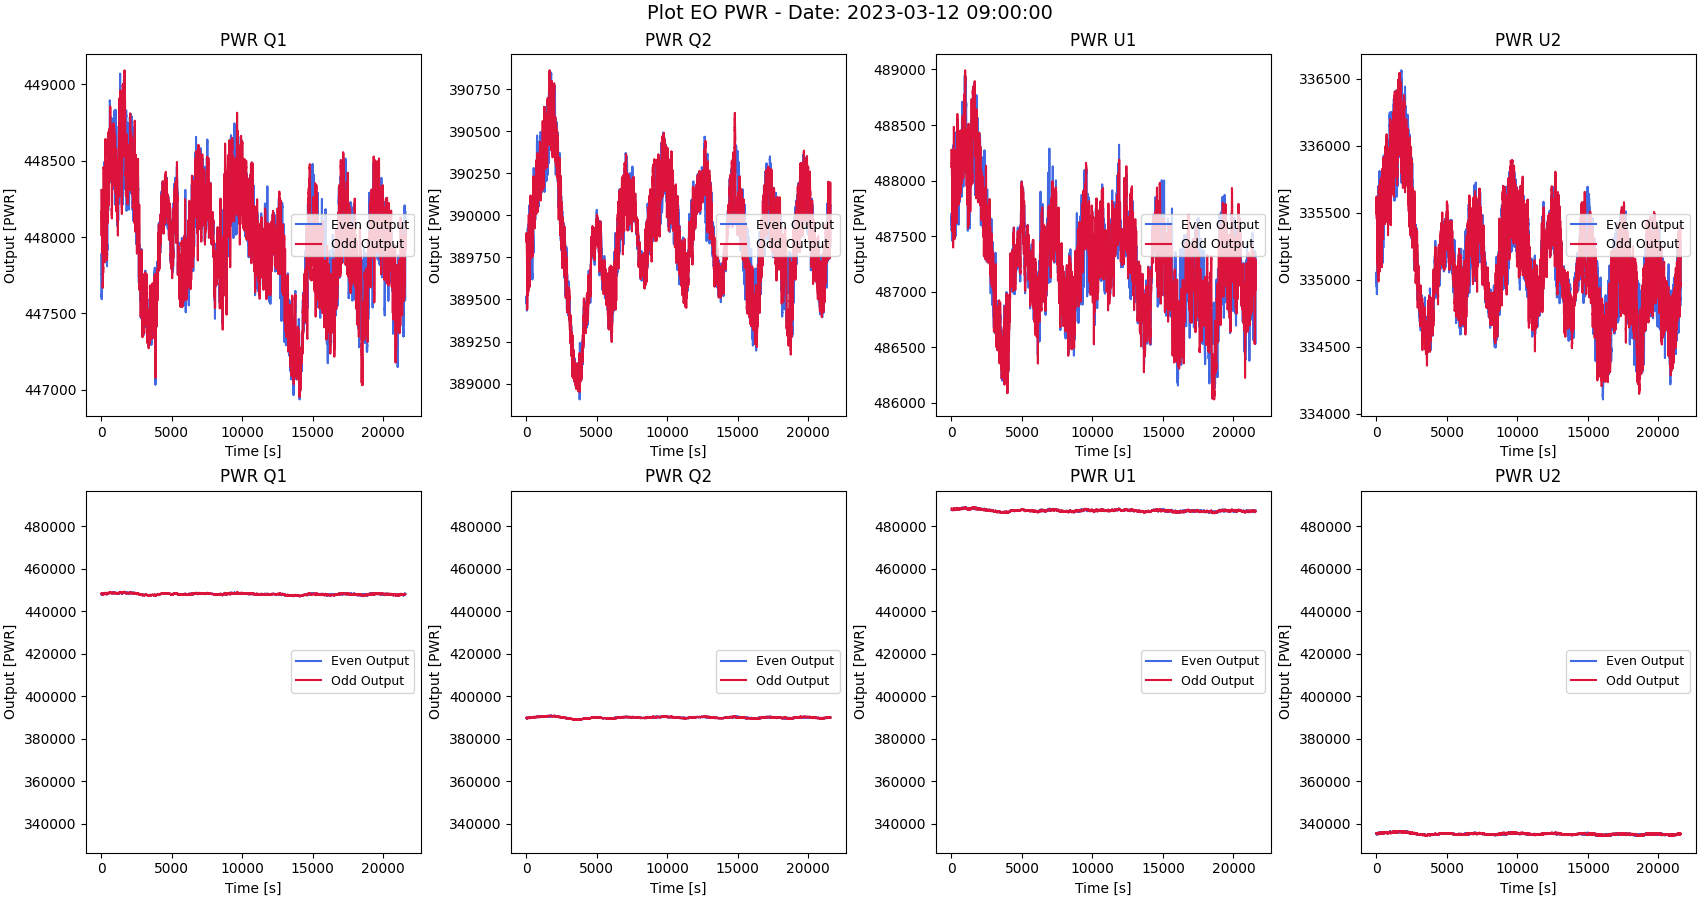 Plot EO PWR - Date: 2023-03-12 09:00:00
PWR Q1
Output [PWR]
449000
448500
448000
447500
447000
Even Output
Odd Output
0 5000 10000 15000 20000
Time [s]
PWR Q2
Output [PWR]
390750
390500
390250
390000
389750
389500
389250
389000
Even Output
Odd Output
0 5000 10000 15000 20000
Time [s]
PWR U1
Output [PWR]
489000
488500
488000
487500
487000
486500
486000
Even Output
Odd Output
0 5000 10000 15000 20000
Time [s]
PWR U2
Output [PWR]
336500
336000
335500
335000
334500
334000
Even Output
Odd Output
0 5000 10000 15000 20000
Time [s]
PWR Q1
Output [PWR]
480000
460000
440000
420000
400000
380000
360000
340000
Even Output
Odd Output
0 5000 10000 15000 20000
Time [s]
PWR Q2
Output [PWR]
480000
460000
440000
420000
400000
380000
360000
340000
Even Output
Odd Output
0 5000 10000 15000 20000
Time [s]
PWR U1
Output [PWR]
480000
460000
440000
420000
400000
380000
360000
340000
Even Output
Odd Output
0 5000 10000 15000 20000
Time [s]
PWR U2
Output [PWR]
480000
460000
440000
420000
400000
380000
360000
340000
Even Output
Odd Output
0 5000 10000 15000 20000
Time [s]